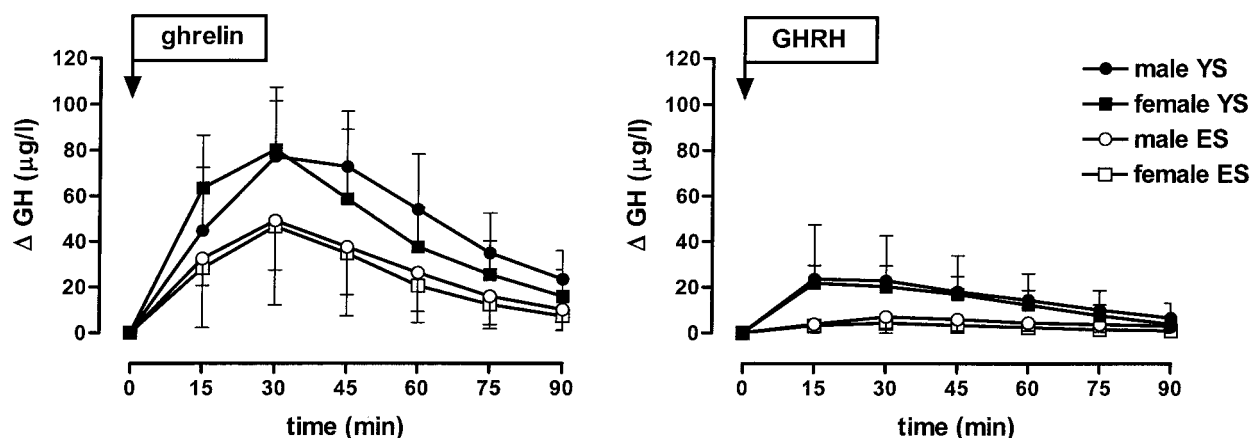 ghrelin
120
100
80
60
40
20
0
Δ GH (μg/l)
0 15 30 45 60 75 90
time (min)
GHRH
120
100
80
60
40
20
0
Δ GH (μg/l)
0 15 30 45 60 75 90
time (min)
male YS
female YS
male ES
female ES